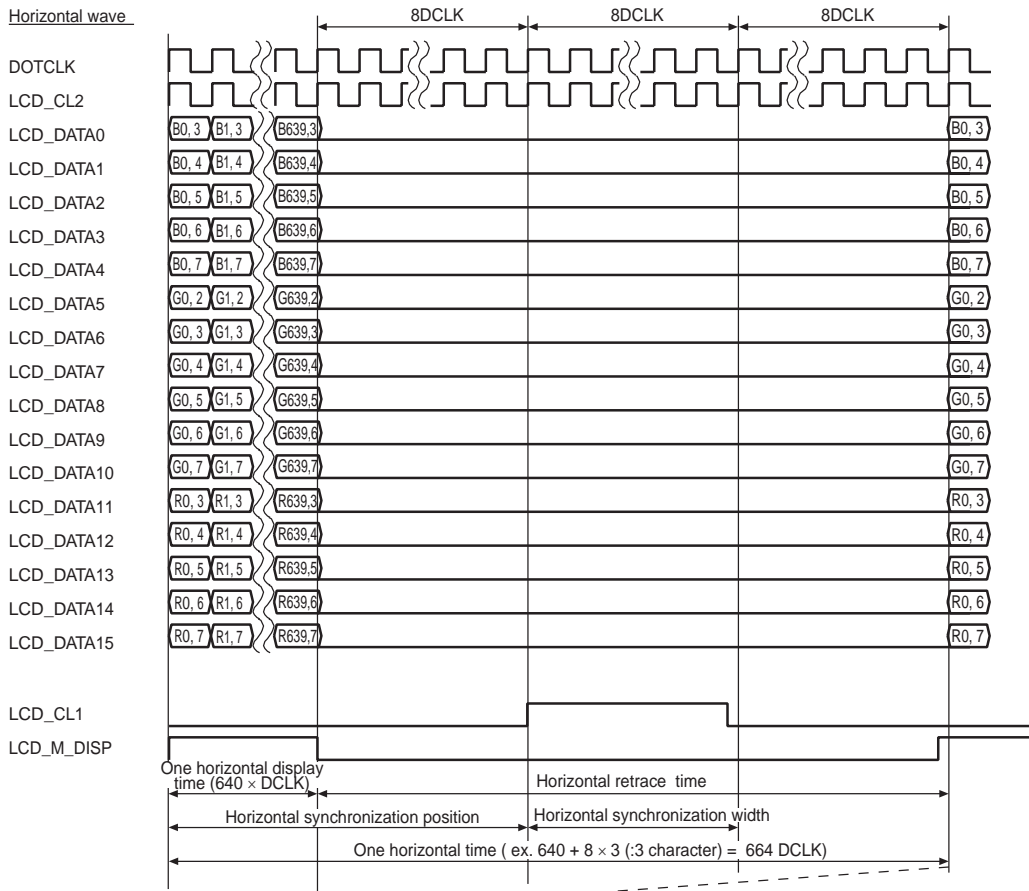 Horizontal wave
8DCLK 8DCLK 8DCLK
DOTCLK
LCD_CL2
LCD_DATA0 B0, 3 B1, 3 B639,3 B0, 3
LCD_DATA1 B0, 4 B1, 4 B639,4 B0, 4
LCD_DATA2 B0, 5 B1, 5 B639,5 B0, 5
LCD_DATA3 B0, 6 B1, 6 B639,6 B0, 6
LCD_DATA4 B0, 7 B1, 7 B639,7 B0, 7
LCD_DATA5 G0, 2 G1, 2 G639,2 G0, 2
LCD_DATA6 G0, 3 G1, 3 G639,3 G0, 3
LCD_DATA7 G0, 4 G1, 4 G639,4 G0, 4
LCD_DATA8 G0, 5 G1, 5 G639,5 G0, 5
LCD_DATA9 G0, 6 G1, 6 G639,6 G0, 6
LCD_DATA10 G0, 7 G1, 7 G639,7 G0, 7
LCD_DATA11 R0, 3 R1, 3 R639,3 R0, 3
LCD_DATA12 R0, 4 R1, 4 R639,4 R0, 4
LCD_DATA13 R0, 5 R1, 5 R639,5 R0, 5
LCD_DATA14 R0, 6 R1, 6 R639,6 R0, 6
LCD_DATA15 R0, 7 R1, 7 R639,7 R0, 7
LCD_CL1
LCD_M_DISP
One horizontal display
time (640 × DCLK)
Horizontal retrace time
Horizontal synchronization position
Horizontal synchronization width
One horizontal time ( ex. 640 + 8 × 3 (:3 character) = 664 DCLK)